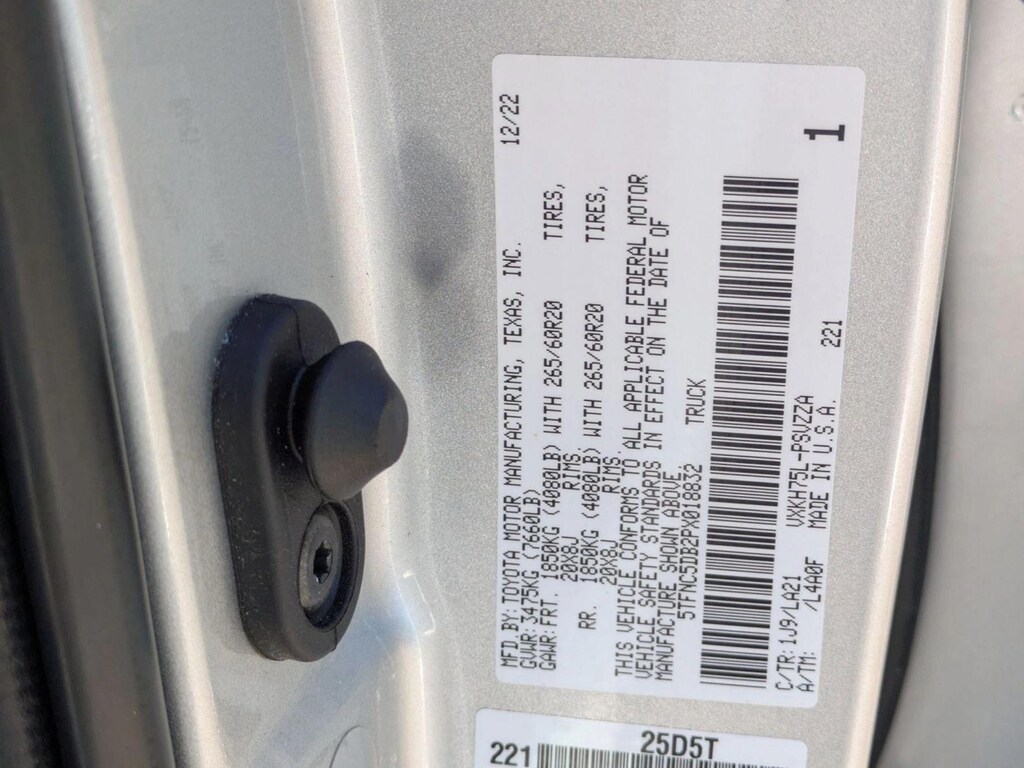 MFD.BY: TOYOTA MOTOR MANUFACTURING, TEXAS, INC. 12/22
GVWR: 3475KG (7660LB)
GAWR: FRT. 1850KG (4080LB) WITH 265/60R20 TIRES,
20X8J RIMS.
RR. 1850KG (4080LB) WITH 265/60R20 TIRES,
20X8J RIMS.
THIS VEHICLE CONFORMS TO ALL APPLICABLE FEDERAL MOTOR
VEHICLE SAFETY STANDARDS IN EFFECT ON THE DATE OF
MANUFACTURE SHOWN ABOVE.
5TFNC5DB2PX018832 TRUCK
C/TR: 1J9/LA21 VXKH75L-PSVZZA 221
A/TM: /L4A0F MADE IN U.S.A.
1
25D5T
221